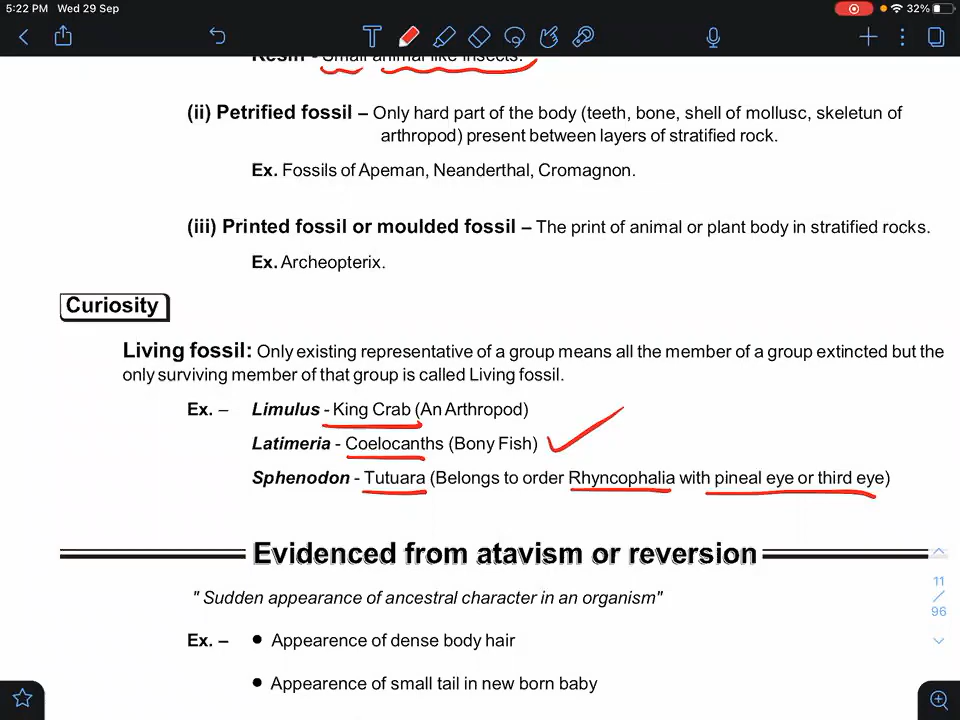 5:22 PM Wed 29 Sep
32%
Resin - Small animal like insects.
(ii) Petrified fossil – Only hard part of the body (teeth, bone, shell of mollusc, skeletun of
arthropod) present between layers of stratified rock.
Ex. Fossils of Apeman, Neanderthal, Cromagnon.
(iii) Printed fossil or moulded fossil – The print of animal or plant body in stratified rocks.
Ex. Archeopterix.
Curiosity
Living fossil: Only existing representative of a group means all the member of a group extincted but the
only surviving member of that group is called Living fossil.
Ex. – Limulus - King Crab (An Arthropod)
Latimeria - Coelocanths (Bony Fish)
Sphenodon - Tutuara (Belongs to order Rhyncophalia with pineal eye or third eye)
Evidenced from atavism or reversion
" Sudden appearance of ancestral character in an organism"
Ex. – • Appearence of dense body hair
• Appearence of small tail in new born baby
11
/
96